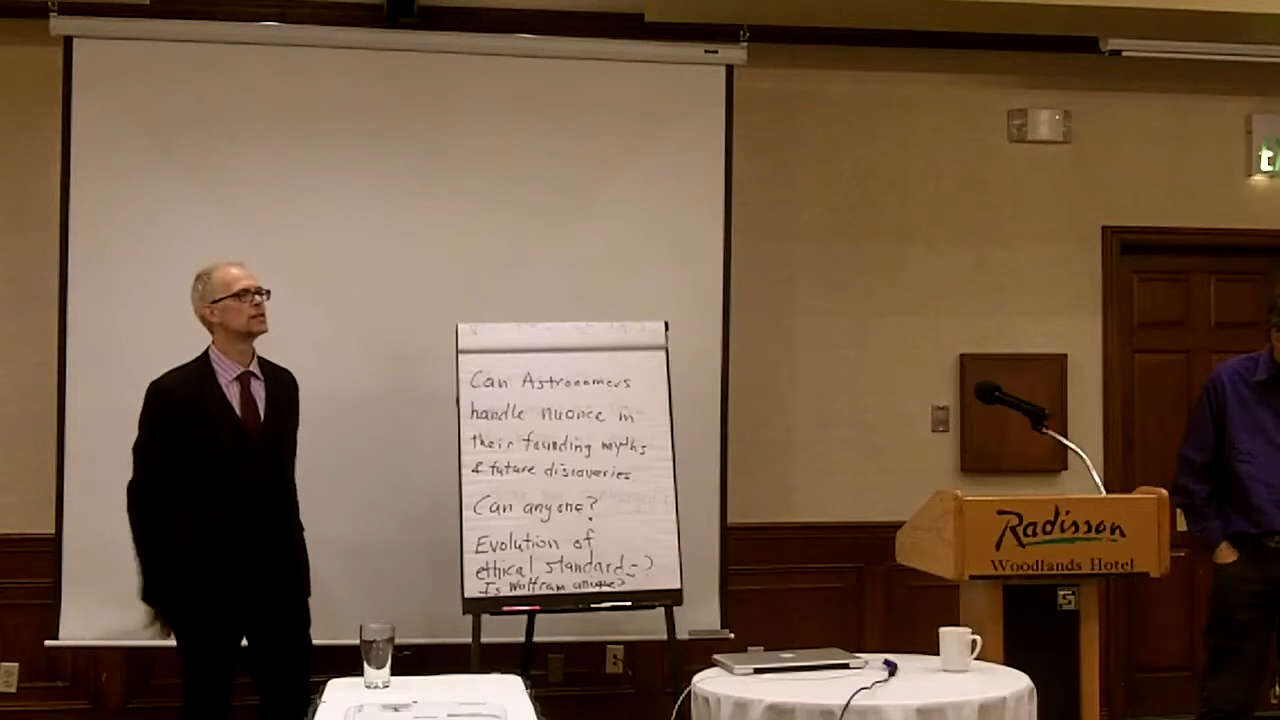 Can Astronomers
handle nuance in
their founding myths
& future discoveries
Can anyone?
Evolution of
ethical standards?
Is Wolfram unique?
Radisson
Woodlands Hotel